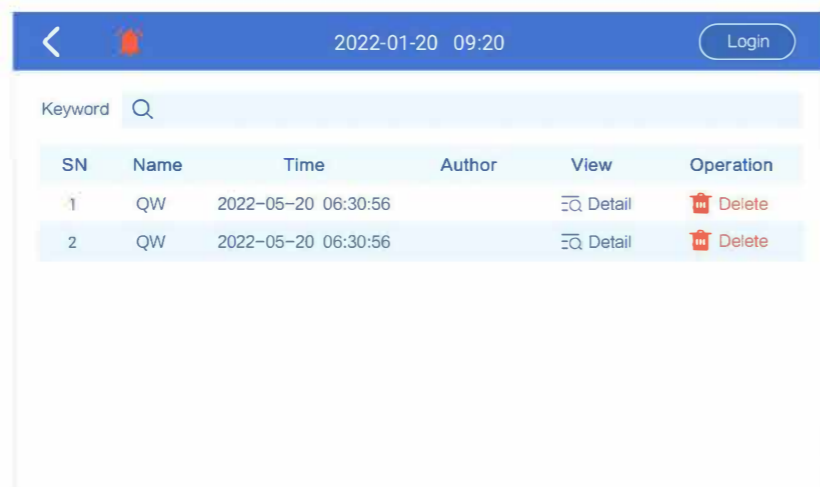 2022-01-20 09:20 Login
Keyword
SN Name Time Author View Operation
1 QW 2022-05-20 06:30:56 Detail Delete
2 QW 2022-05-20 06:30:56 Detail Delete